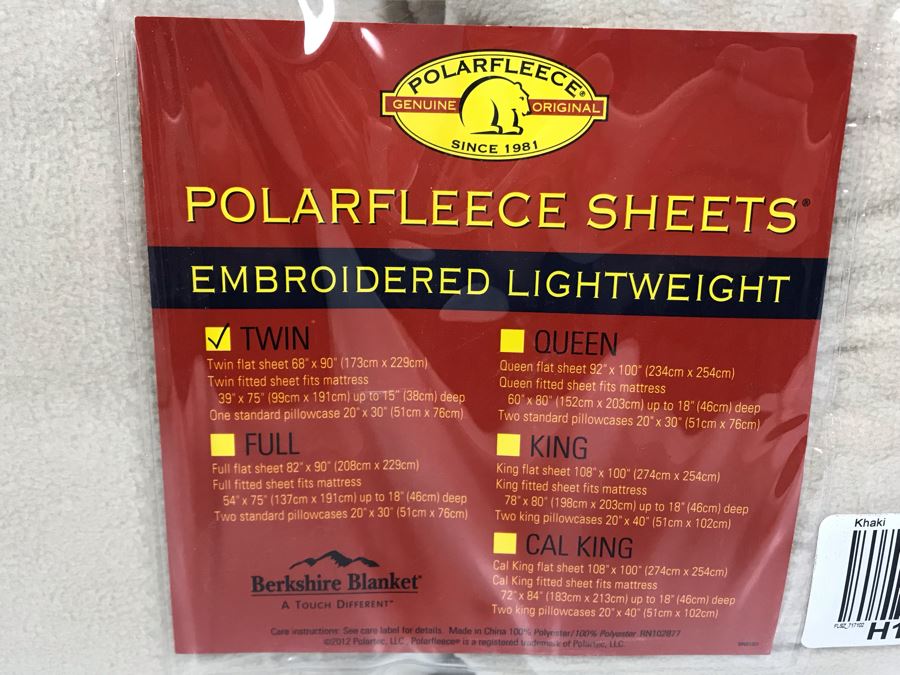 POLARFLEECE®
GENUINE ORIGINAL
SINCE 1981
POLARFLEECE SHEETS®
EMBROIDERED LIGHTWEIGHT
TWIN
Twin flat sheet 68" x 90" (173cm x 229cm)
Twin fitted sheet fits mattress
39" x 75" (99cm x 191cm) up to 15" (38cm) deep
One standard pillowcase 20" x 30" (51cm x 76cm)
FULL
Full flat sheet 82" x 90" (208cm x 229cm)
Full fitted sheet fits mattress
54" x 75" (137cm x 191cm) up to 18" (46cm) deep
Two standard pillowcases 20" x 30" (51cm x 76cm)
QUEEN
Queen flat sheet 92" x 100" (234cm x 254cm)
Queen fitted sheet fits mattress
60" x 80" (152cm x 203cm) up to 18" (46cm) deep
Two standard pillowcases 20" x 30" (51cm x 76cm)
KING
King flat sheet 108" x 100" (274cm x 254cm)
King fitted sheet fits mattress
78" x 80" (198cm x 203cm) up to 18" (46cm) deep
Two king pillowcases 20" x 40" (51cm x 102cm)
CAL KING
Cal King flat sheet 108" x 100" (274cm x 254cm)
Cal King fitted sheet fits mattress
72" x 84" (183cm x 213cm) up to 18" (46cm) deep
Two king pillowcases 20" x 40" (51cm x 102cm)
Berkshire Blanket®
A TOUCH DIFFERENT™
Care instructions: See care label for details. Made in China 100% Polyester/100% Polyester RN102877
©2012 Polartec, LLC, Polarfleece® is a registered trademark of Polartec, LLC.
Khaki
FLSZ_717102
H1